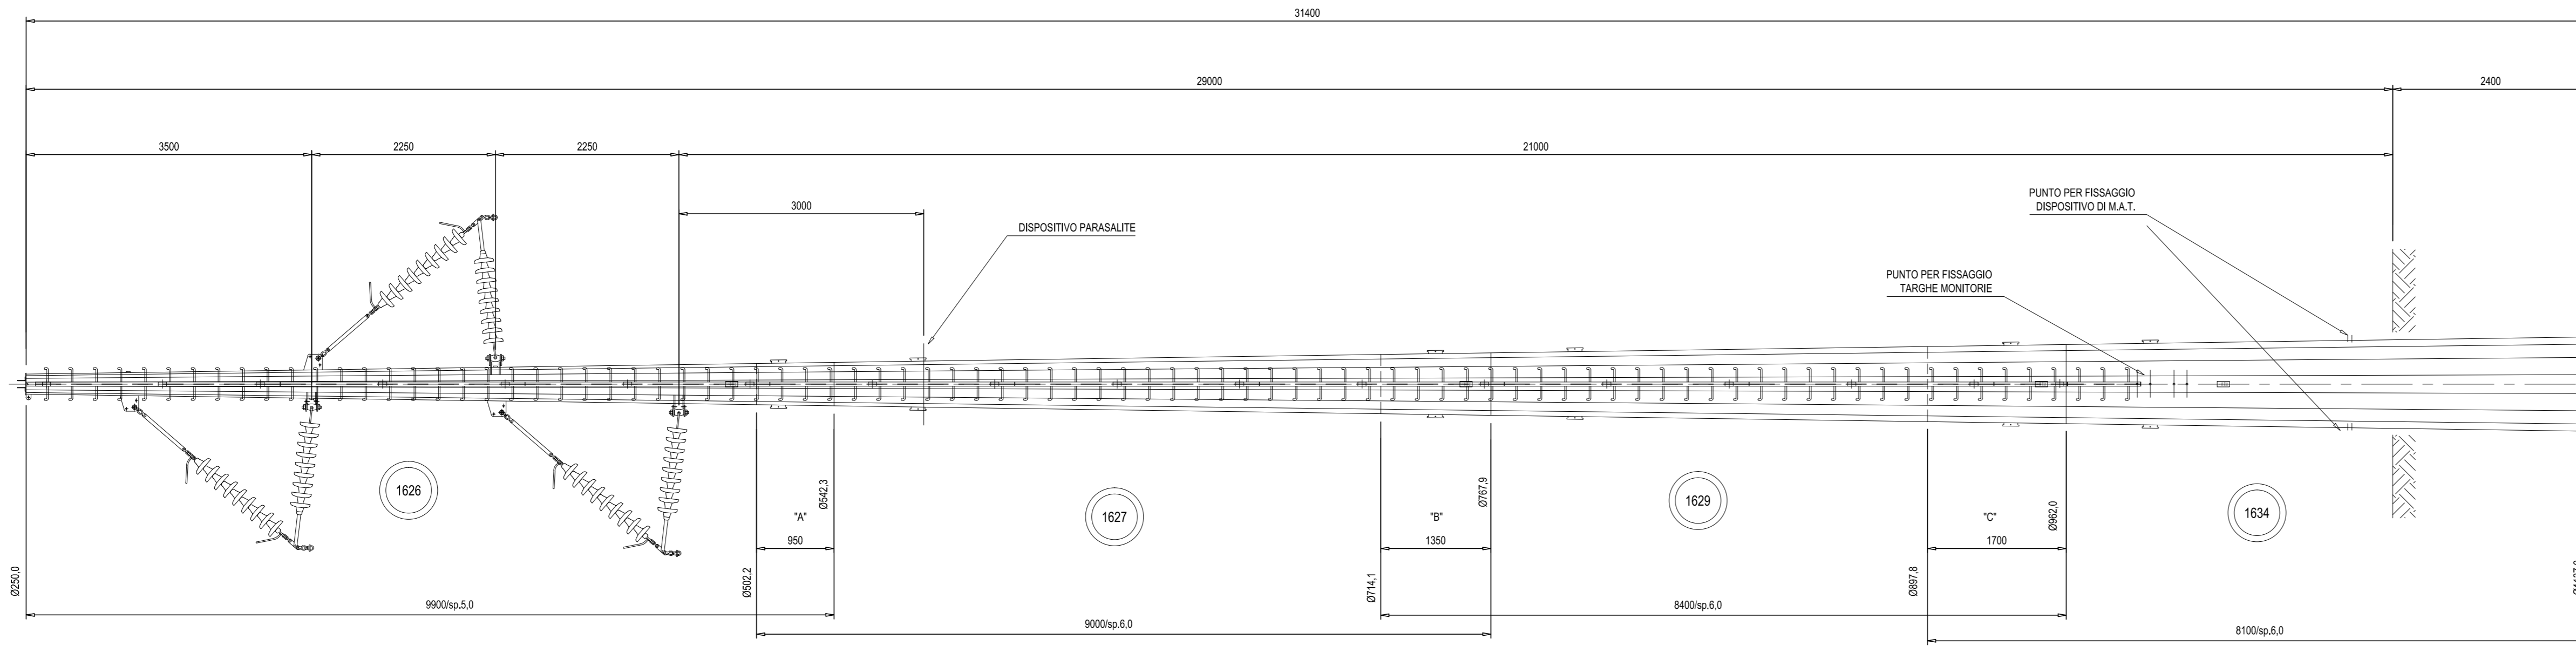 31400
29000
2400
3500
2250
2250
21000
3000
DISPOSITIVO PARASALITE
PUNTO PER FISSAGGIO
DISPOSITIVO DI M.A.T.
PUNTO PER FISSAGGIO
TARGHE MONITORIE
1626
1627
1629
1634
"A"
950
"B"
1350
"C"
1700
Ø250,0
Ø502,2
Ø542,3
Ø714,1
Ø767,9
Ø897,8
Ø962,0
9900/sp.5,0
9000/sp.6,0
8400/sp.6,0
8100/sp.6,0